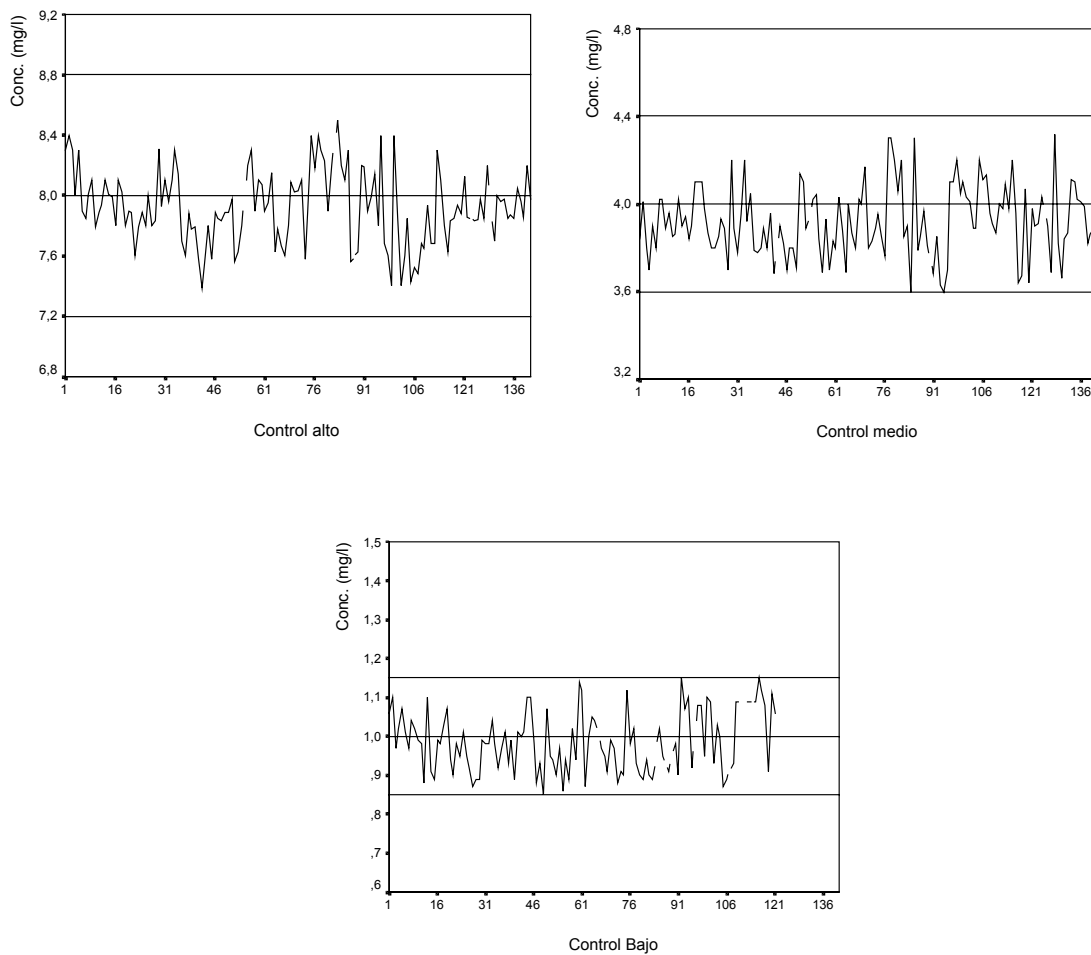 Conc. (mg/l)
9,2
8,8
8,4
8,0
7,6
7,2
6,8
1 16 31 46 61 76 91 106 121 136
Control alto
Conc. (mg/l)
4,8
4,4
4,0
3,6
3,2
1 16 31 46 61 76 91 106 121 136
Control medio
Conc. (mg/l)
1,5
1,4
1,3
1,2
1,1
1,0
,9
,8
,7
,6
1 16 31 46 61 76 91 106 121 136
Control Bajo